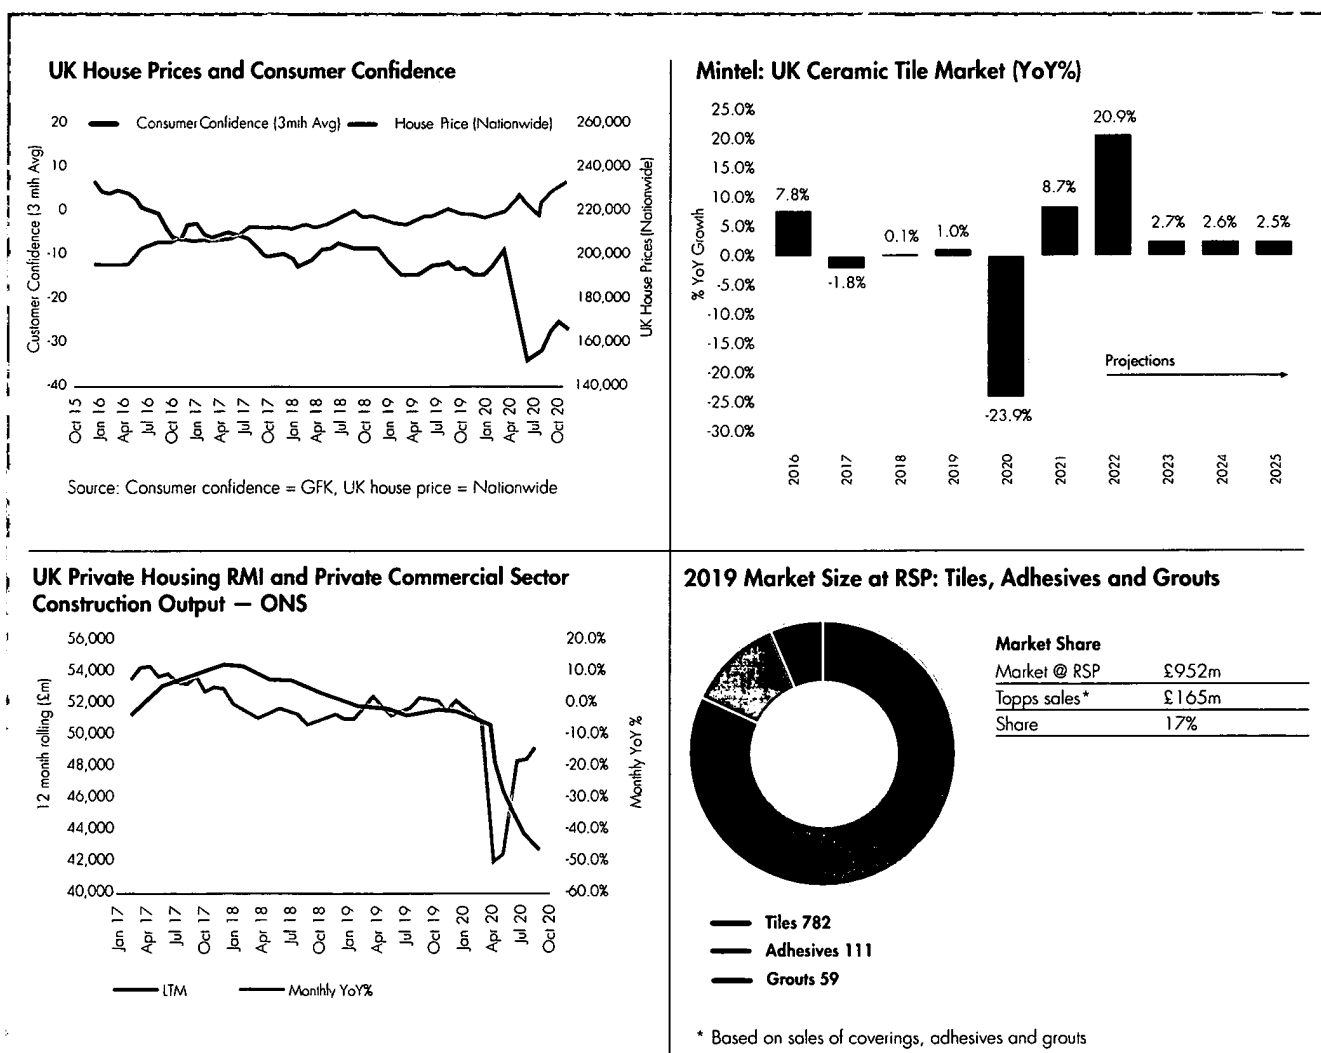 UK House Prices and Consumer Confidence
Consumer Confidence (3mth Avg)
House Price (Nationwide)
Customer Confidence (3 mth Avg)
20
10
0
-10
-20
-30
-40
260,000
240,000
220,000
200,000
180,000
160,000
140,000
UK House Prices (Nationwide)
Oct 15
Jan 16
Apr 16
Jul 16
Oct 16
Jan 17
Apr 17
Jul 17
Oct 17
Jan 18
Apr 18
Jul 18
Oct 18
Jan 19
Apr 19
Jul 19
Oct 19
Jan 20
Apr 20
Jul 20
Oct 20
Source: Consumer confidence = GFK, UK house price = Nationwide
Mintel: UK Ceramic Tile Market (YoY%)
% YoY Growth
25.0%
20.0%
15.0%
10.0%
5.0%
0.0%
-5.0%
-10.0%
-15.0%
-20.0%
-25.0%
-30.0%
7.8%
-1.8%
0.1%
1.0%
-23.9%
8.7%
20.9%
2.7%
2.6%
2.5%
Projections
2016
2017
2018
2019
2020
2021
2022
2023
2024
2025
UK Private Housing RMI and Private Commercial Sector
Construction Output — ONS
12 month rolling (£m)
56,000
54,000
52,000
50,000
48,000
46,000
44,000
42,000
40,000
20.0%
10.0%
0.0%
-10.0%
-20.0%
-30.0%
-40.0%
-50.0%
-60.0%
Monthly YoY %
Jan 17
Apr 17
Jul 17
Oct 17
Jan 18
Apr 18
Jul 18
Oct 18
Jan 19
Apr 19
Jul 19
Oct 19
Jan 20
Apr 20
Jul 20
Oct 20
LTM
Monthly YoY%
2019 Market Size at RSP: Tiles, Adhesives and Grouts
Market Share
Market @ RSP £952m
Topps sales* £165m
Share 17%
Tiles 782
Adhesives 111
Grouts 59
* Based on sales of coverings, adhesives and grouts